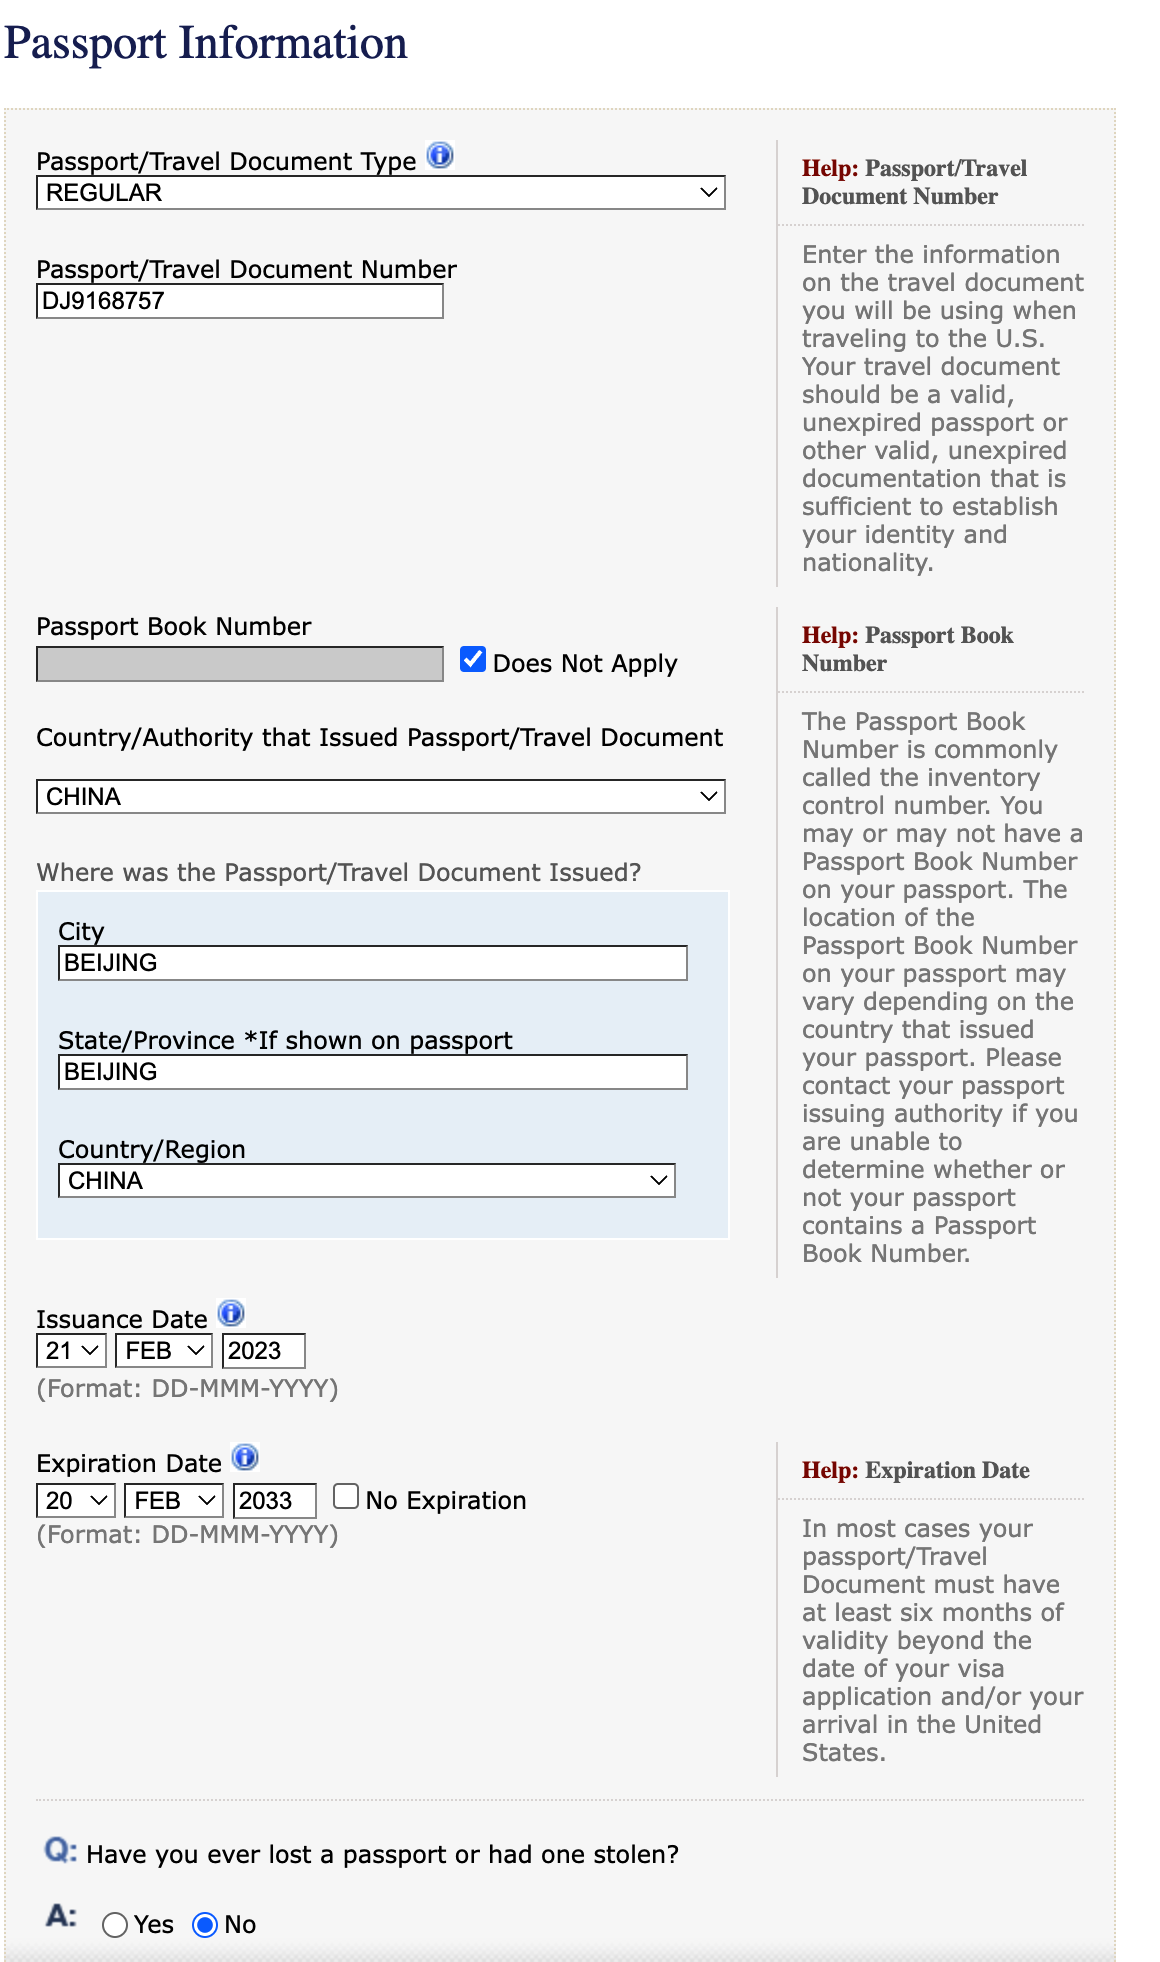 Passport Information
Passport/Travel Document Type
REGULAR
Passport/Travel Document Number
DJ9168757
Help: Passport/Travel
Document Number
Enter the information
on the travel document
you will be using when
traveling to the U.S.
Your travel document
should be a valid,
unexpired passport or
other valid, unexpired
documentation that is
sufficient to establish
your identity and
nationality.
Passport Book Number
Does Not Apply
Country/Authority that Issued Passport/Travel Document
CHINA
Where was the Passport/Travel Document Issued?
City
BEIJING
State/Province *If shown on passport
BEIJING
Country/Region
CHINA
Help: Passport Book
Number
The Passport Book
Number is commonly
called the inventory
control number. You
may or may not have a
Passport Book Number
on your passport. The
location of the
Passport Book Number
on your passport may
vary depending on the
country that issued
your passport. Please
contact your passport
issuing authority if you
are unable to
determine whether or
not your passport
contains a Passport
Book Number.
Issuance Date
21 FEB 2023
(Format: DD-MMM-YYYY)
Expiration Date
20 FEB 2033 No Expiration
(Format: DD-MMM-YYYY)
Help: Expiration Date
In most cases your
passport/Travel
Document must have
at least six months of
validity beyond the
date of your visa
application and/or your
arrival in the United
States.
Q: Have you ever lost a passport or had one stolen?
A: Yes No